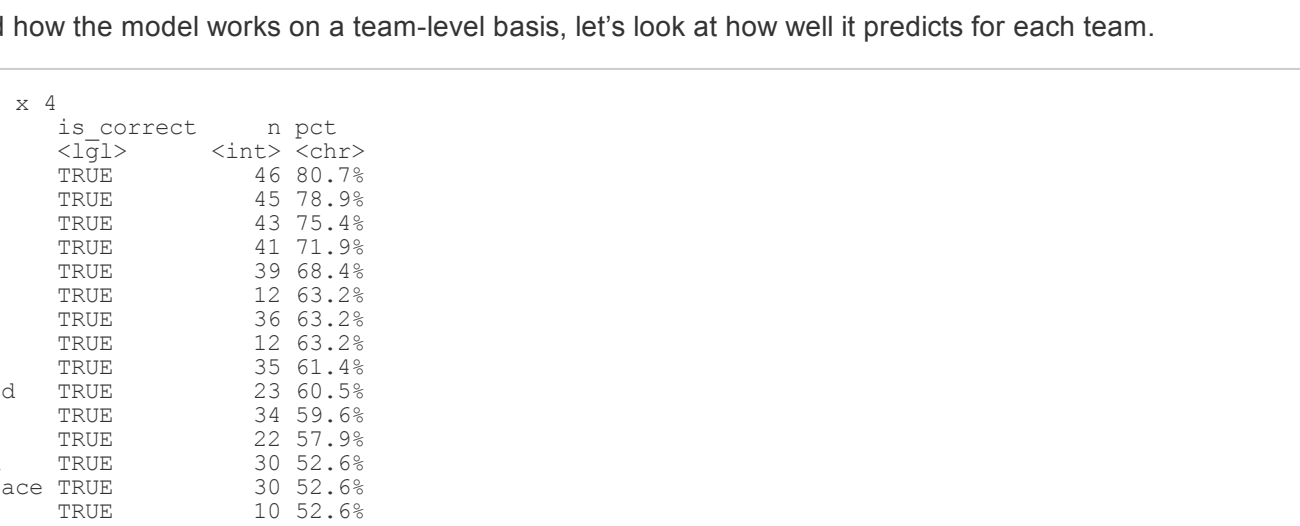 how the model works on a team-level basis, let’s look at how well it predicts for each team.
x 4
is_correct n pct
<lgl> <int> <chr>
TRUE 46 80.7%
TRUE 45 78.9%
TRUE 43 75.4%
TRUE 41 71.9%
TRUE 39 68.4%
TRUE 12 63.2%
TRUE 36 63.2%
TRUE 12 63.2%
TRUE 35 61.4%
d TRUE 23 60.5%
TRUE 34 59.6%
TRUE 22 57.9%
TRUE 30 52.6%
ace TRUE 30 52.6%
TRUE 10 52.6%